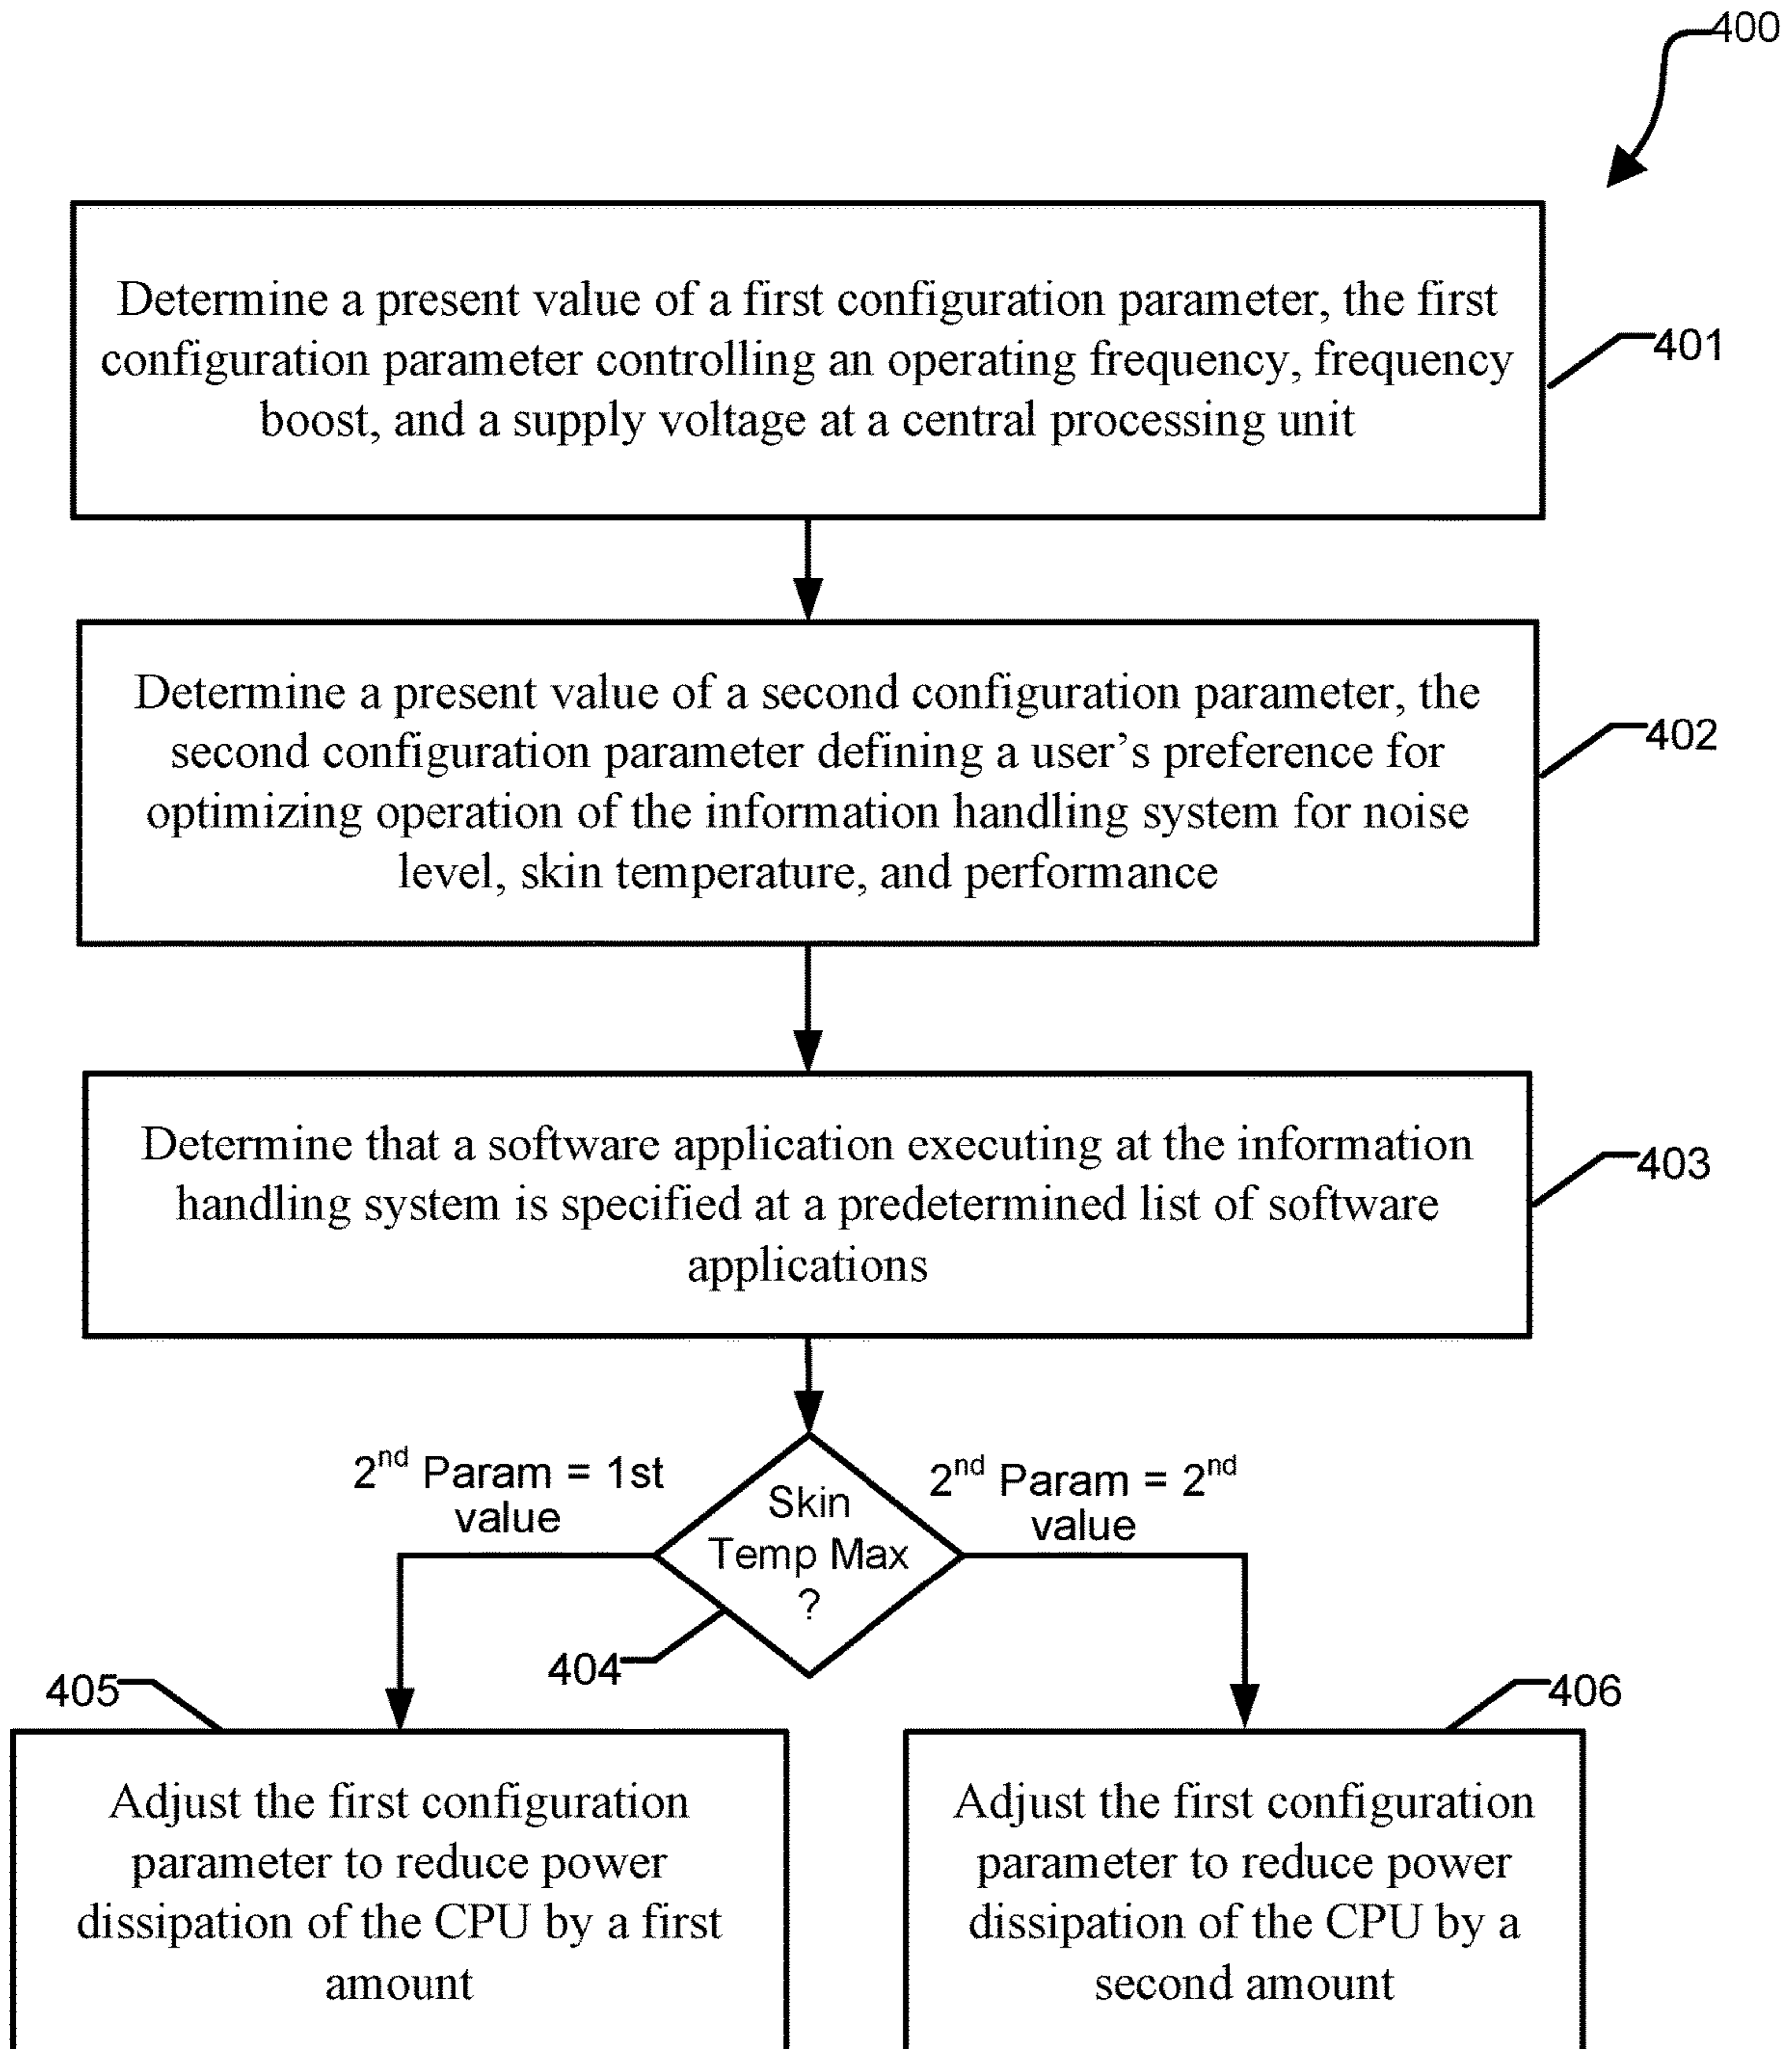 400
Determine a present value of a first configuration parameter, the first
configuration parameter controlling an operating frequency, frequency
boost, and a supply voltage at a central processing unit
401
Determine a present value of a second configuration parameter, the
second configuration parameter defining a user’s preference for
optimizing operation of the information handling system for noise
level, skin temperature, and performance
402
Determine that a software application executing at the information
handling system is specified at a predetermined list of software
applications
403
2nd Param = 1st
value
Skin
Temp Max
?
2nd Param = 2nd
value
404
405
Adjust the first configuration
parameter to reduce power
dissipation of the CPU by a first
amount
406
Adjust the first configuration
parameter to reduce power
dissipation of the CPU by a
second amount